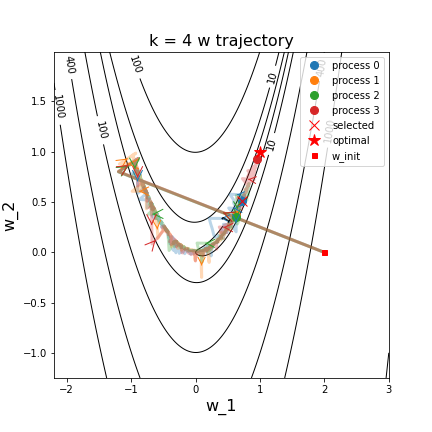 k = 4 w trajectory
process 0
process 1
process 2
process 3
selected
optimal
w_init
400
100
10
400
1000
100
10
1000
1.5
1.0
0.5
0.0
−0.5
−1.0
−2
−1
0
1
2
3
w_1
w_2